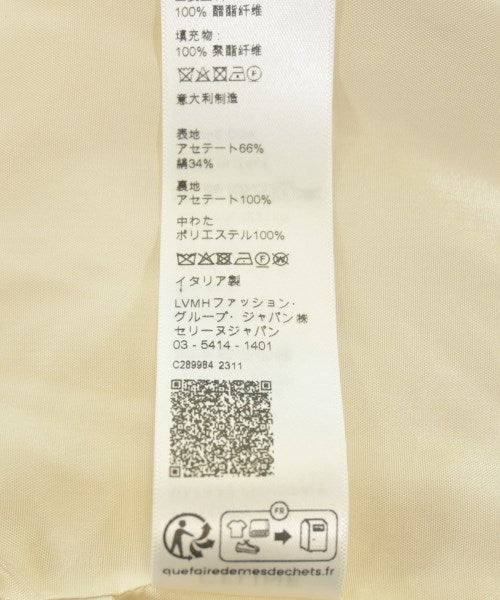 100% 醋酯纤维
填充物：
100% 聚酯纤维
意大利制造
表地
アセテート66%
綿34%
裏地
アセテート100%
中わた
ポリエステル100%
イタリア製
LVMHファッション・
グループ・ジャパン㈱
セリーヌジャパン
03 - 5414 - 1401
C289984 2311
FR
quefairedemesdechets.fr